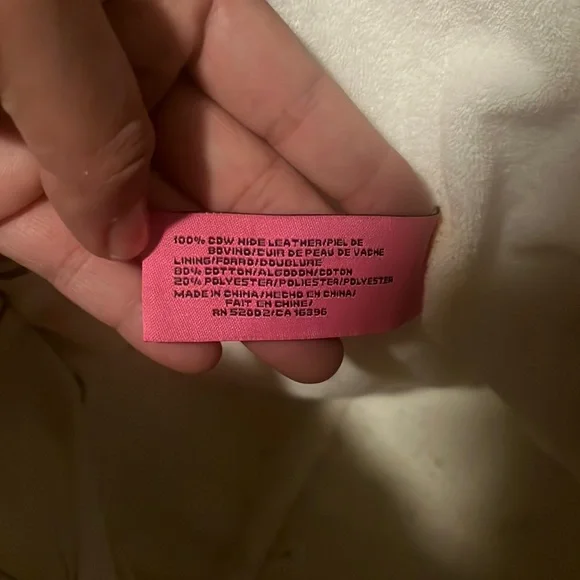 100% COW HIDE LEATHER/PIEL DE
BOVINO/CUIR DE PEAU DE VACHE
LINING/FORRO/DOUBLURE
80% COTTON/ALGODON/COTON
20% POLYESTER/POLIESTER/POLYESTER
MADE IN CHINA/HECHO EN CHINA/
FAIT EN CHINE/
RN 52002/CA 16396